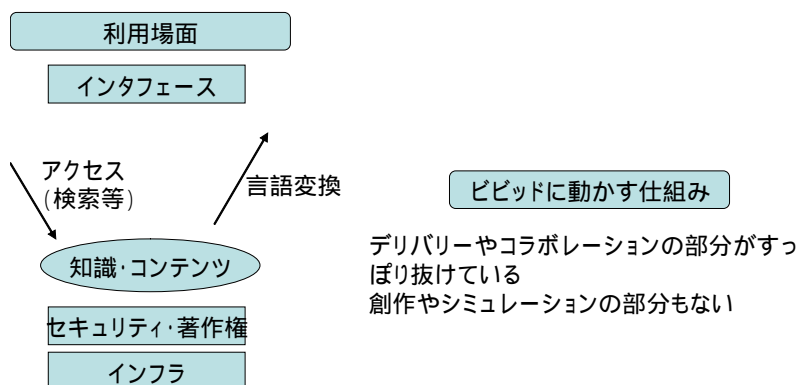 利用場面
インタフェース
アクセス
(検索等)
言語変換
知識・コンテンツ
セキュリティ・著作権
インフラ
ビビッドに動かす仕組み
デリバリーやコラボレーションの部分がすっ
ぽり抜けている
創作やシミュレーションの部分もない